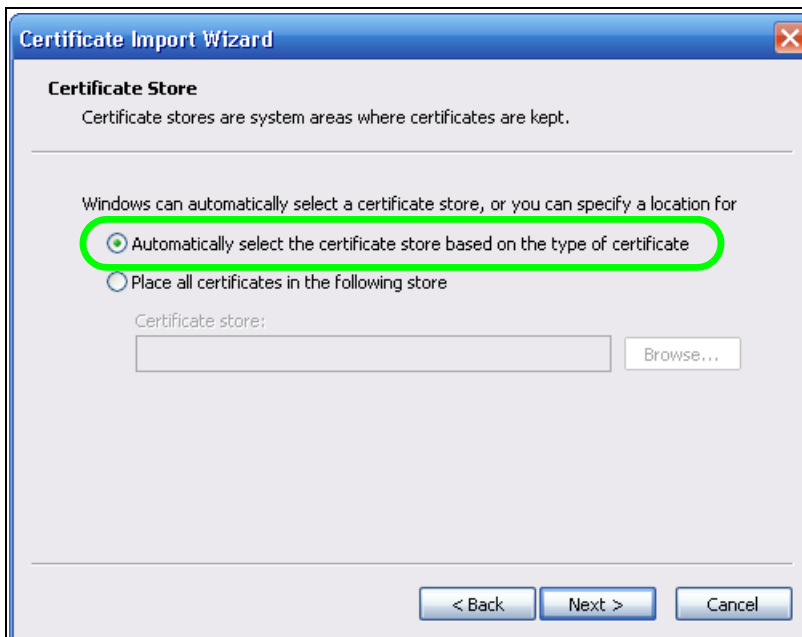 Certificate Import Wizard
Certificate Store
Certificate stores are system areas where certificates are kept.
Windows can automatically select a certificate store, or you can specify a location for
Automatically select the certificate store based on the type of certificate
Place all certificates in the following store
Certificate store:
Browse...
< Back Next > Cancel